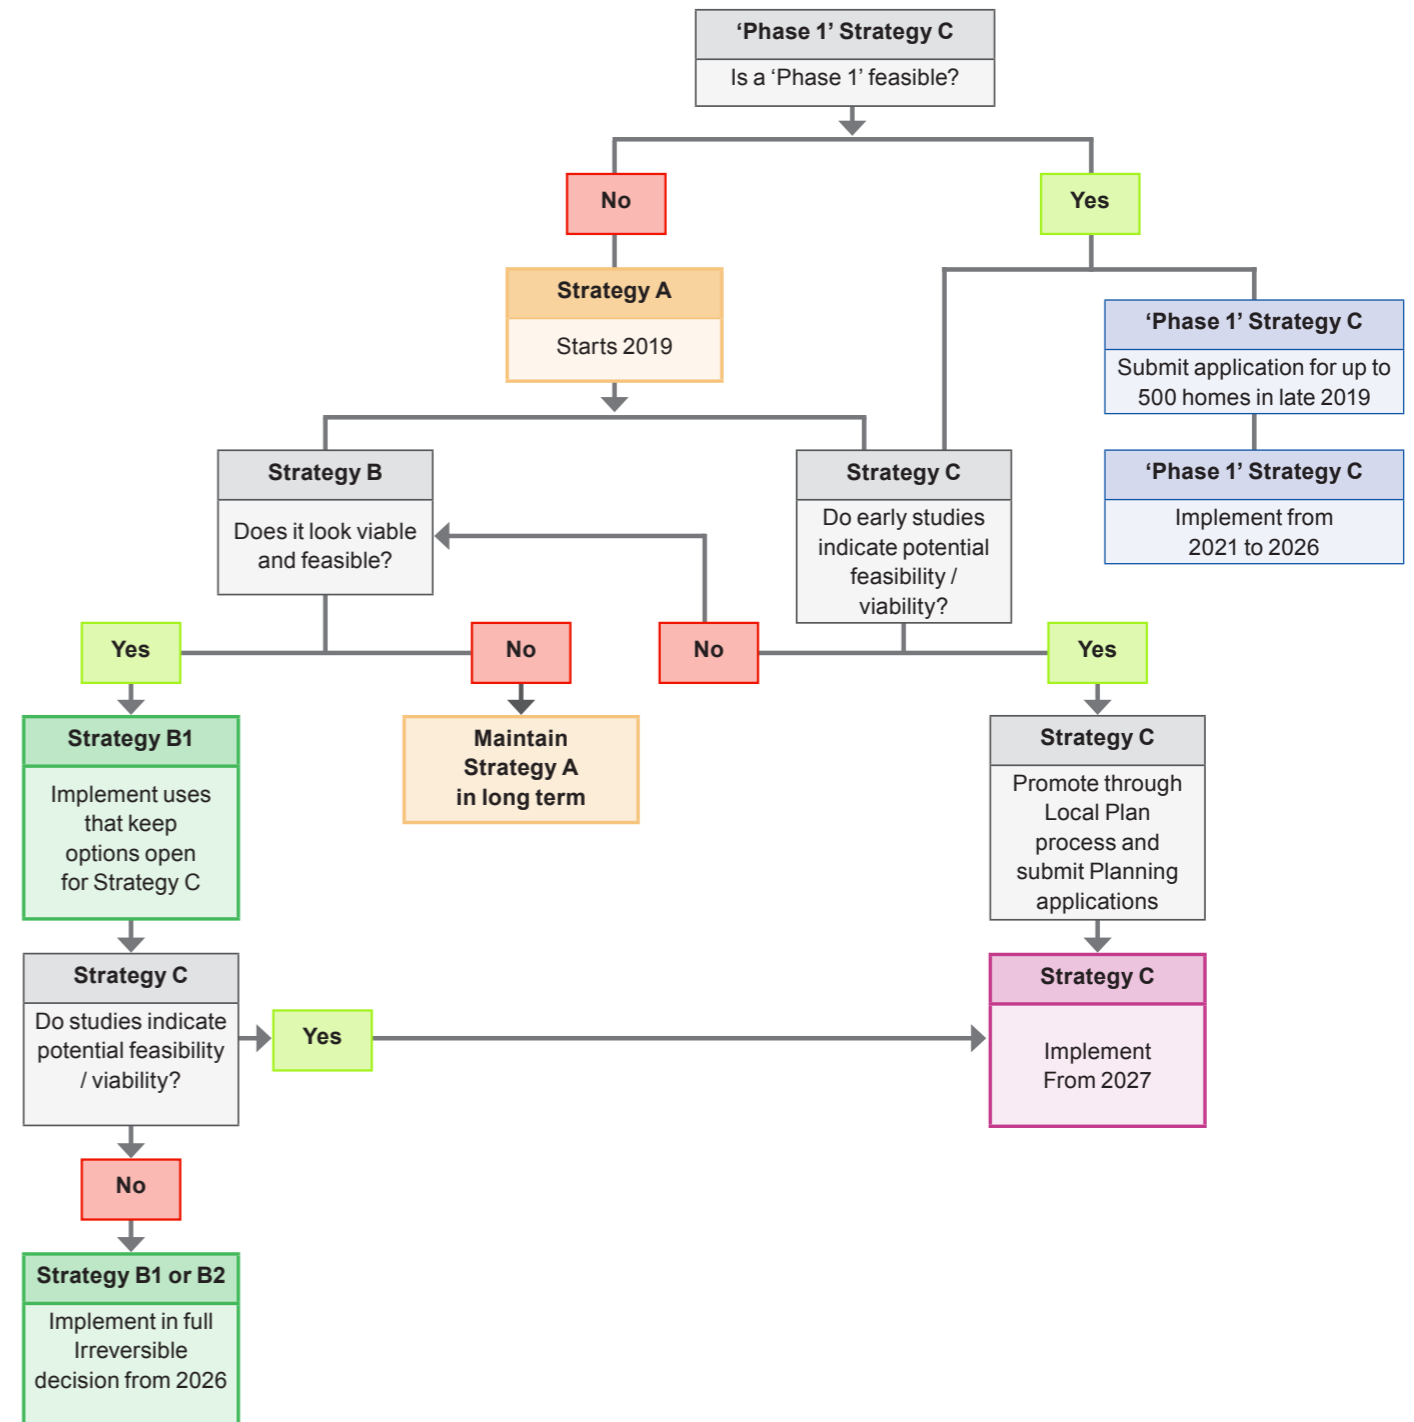 ‘Phase 1’ Strategy C
Is a ‘Phase 1’ feasible?
No
Yes
Strategy A
Starts 2019
‘Phase 1’ Strategy C
Submit application for up to
500 homes in late 2019
Strategy B
Does it look viable
and feasible?
Strategy C
Do early studies
indicate potential
feasibility /
viability?
‘Phase 1’ Strategy C
Implement from
2021 to 2026
Yes
No
No
Yes
Strategy B1
Implement uses
that keep
options open
for Strategy C
Maintain
Strategy A
in long term
Strategy C
Promote through
Local Plan
process and
submit Planning
applications
Strategy C
Do studies indicate
potential feasibility
/ viability?
Yes
Strategy C
Implement
From 2027
No
Strategy B1 or B2
Implement in full
Irreversible
decision from 2026